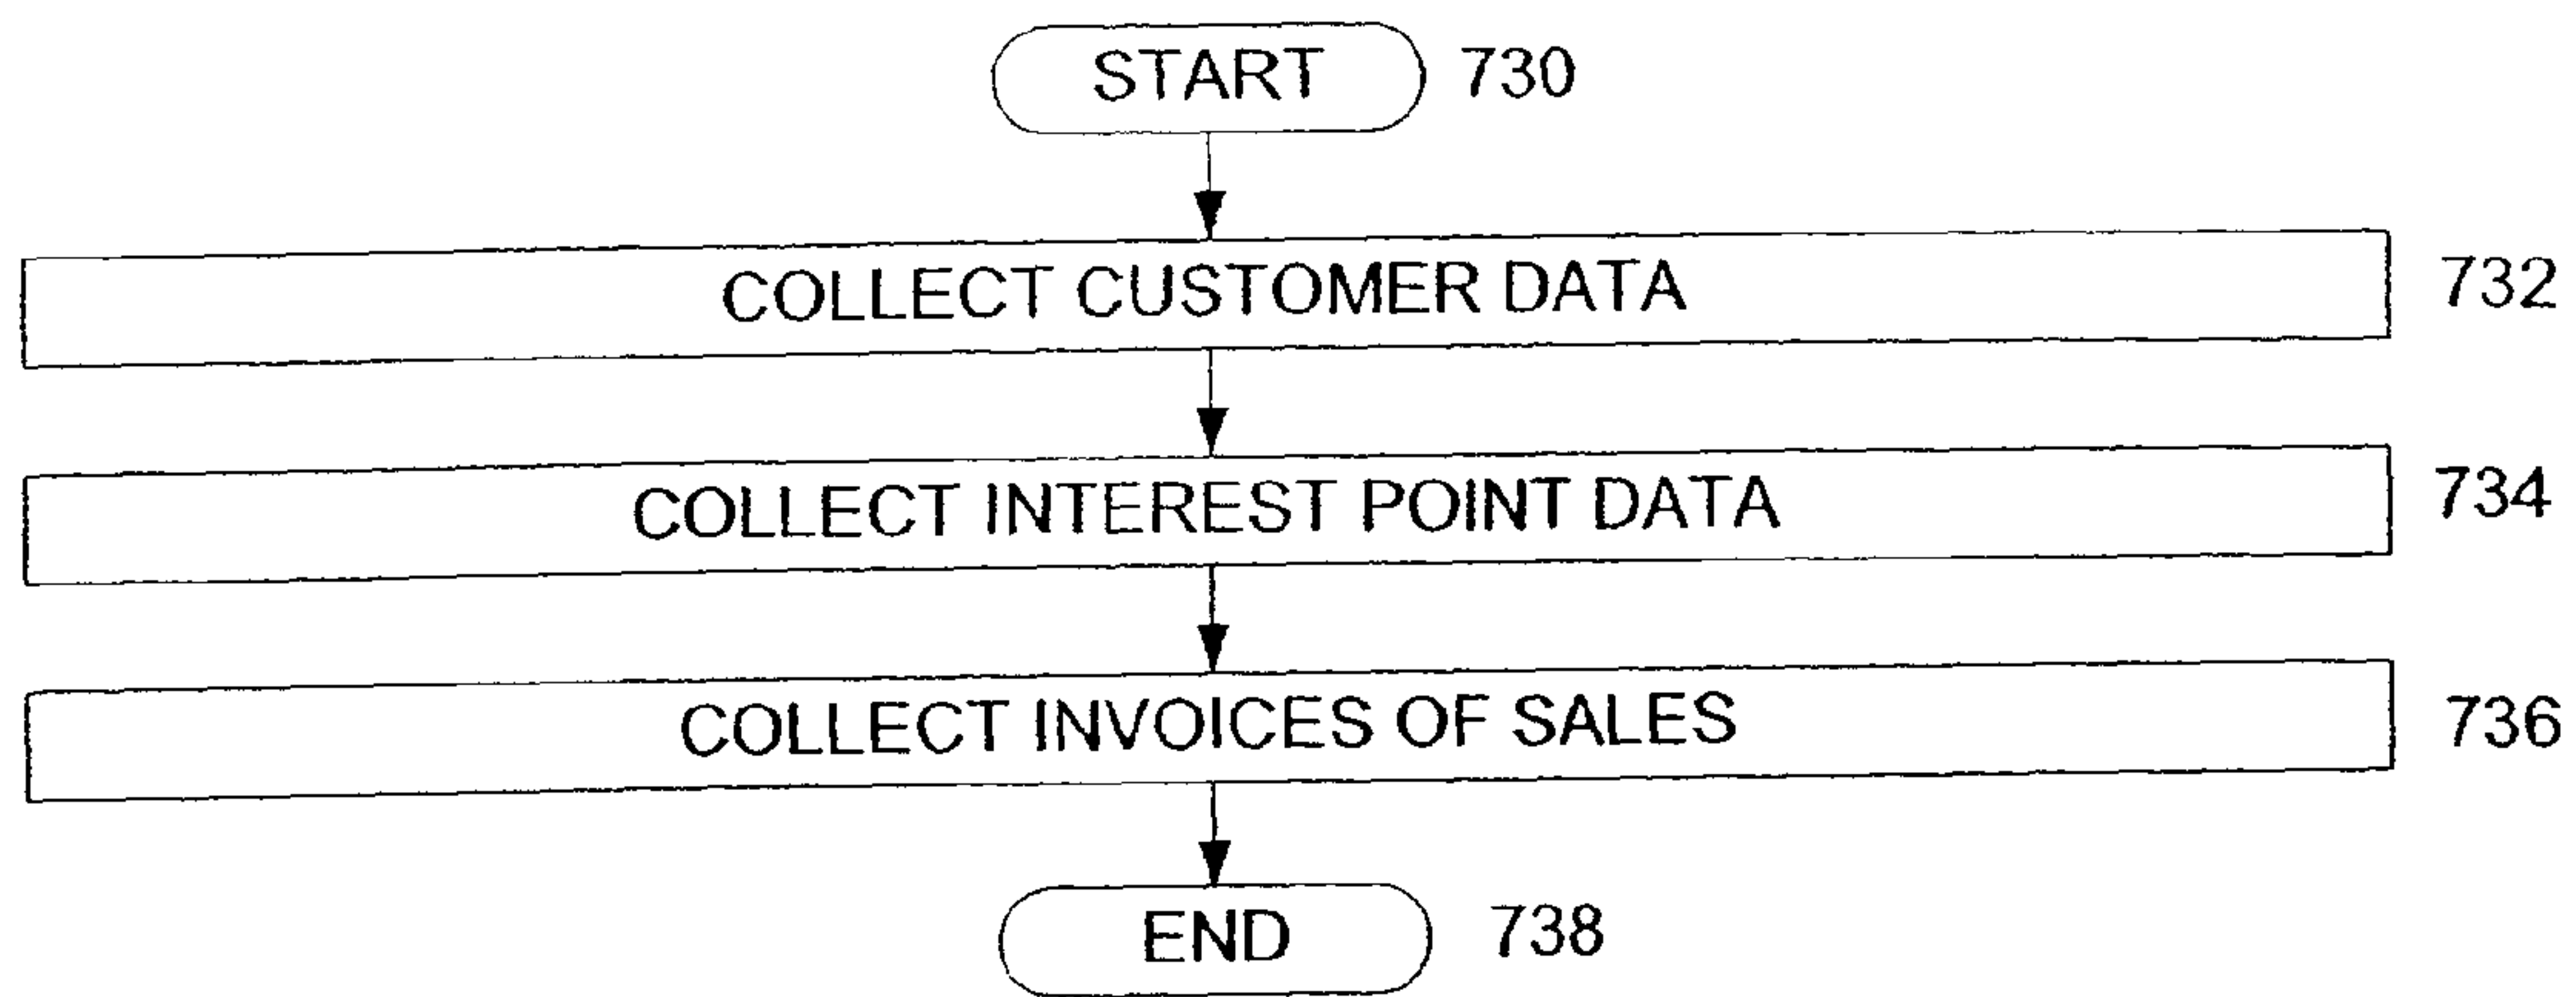 START 730
COLLECT CUSTOMER DATA 732
COLLECT INTEREST POINT DATA 734
COLLECT INVOICES OF SALES 736
END 738